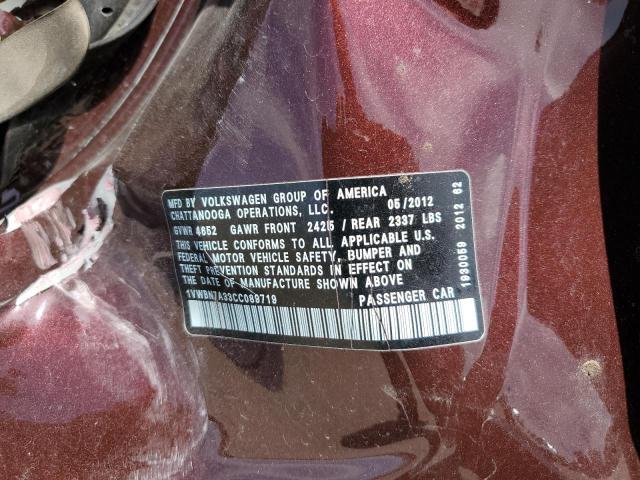 MFD BY VOLKSWAGEN GROUP OF AMERICA
CHATTANOOGA OPERATIONS, LLC. 05/2012
GVWR 4852 GAWR FRONT 2425 / REAR 2337 LBS
THIS VEHICLE CONFORMS TO ALL APPLICABLE U.S.
FEDERAL MOTOR VEHICLE SAFETY, BUMPER AND
THEFT PREVENTION STANDARDS IN EFFECT ON
THE DATE OF MANUFACTURE SHOWN ABOVE
1VWBN7A33CC089719 PASSENGER CAR
1930059 2012 62